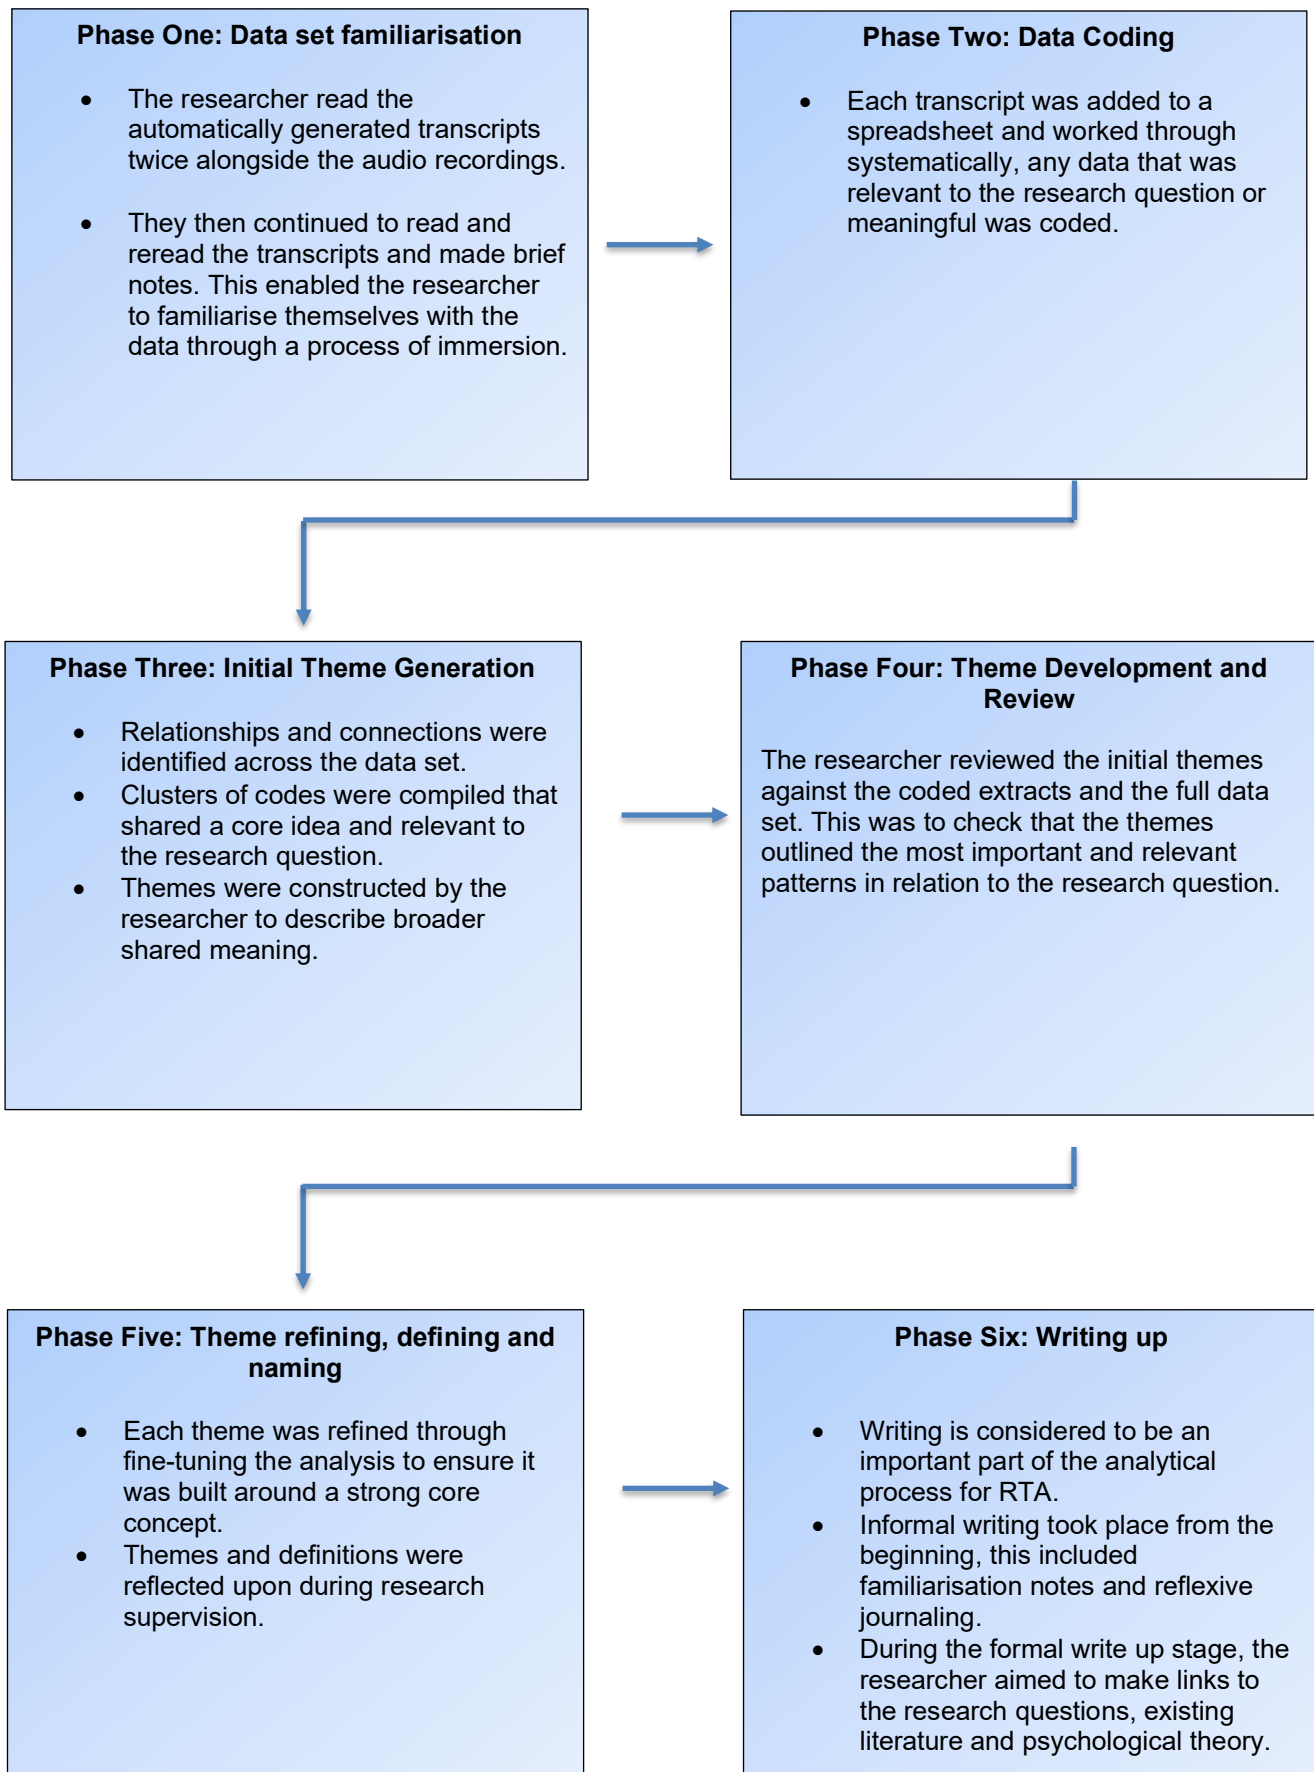 Phase One: Data set familiarisation
• The researcher read the
automatically generated transcripts
twice alongside the audio recordings.
• They then continued to read and
reread the transcripts and made brief
notes. This enabled the researcher
to familiarise themselves with the
data through a process of immersion.
Phase Two: Data Coding
• Each transcript was added to a
spreadsheet and worked through
systematically, any data that was
relevant to the research question or
meaningful was coded.
Phase Three: Initial Theme Generation
• Relationships and connections were
identified across the data set.
• Clusters of codes were compiled that
shared a core idea and relevant to
the research question.
• Themes were constructed by the
researcher to describe broader
shared meaning.
Phase Four: Theme Development and
Review
The researcher reviewed the initial themes
against the coded extracts and the full data
set. This was to check that the themes
outlined the most important and relevant
patterns in relation to the research question.
Phase Five: Theme refining, defining and
naming
• Each theme was refined through
fine-tuning the analysis to ensure it
was built around a strong core
concept.
• Themes and definitions were
reflected upon during research
supervision.
Phase Six: Writing up
• Writing is considered to be an
important part of the analytical
process for RTA.
• Informal writing took place from the
beginning, this included
familiarisation notes and reflexive
journaling.
• During the formal write up stage, the
researcher aimed to make links to
the research questions, existing
literature and psychological theory.